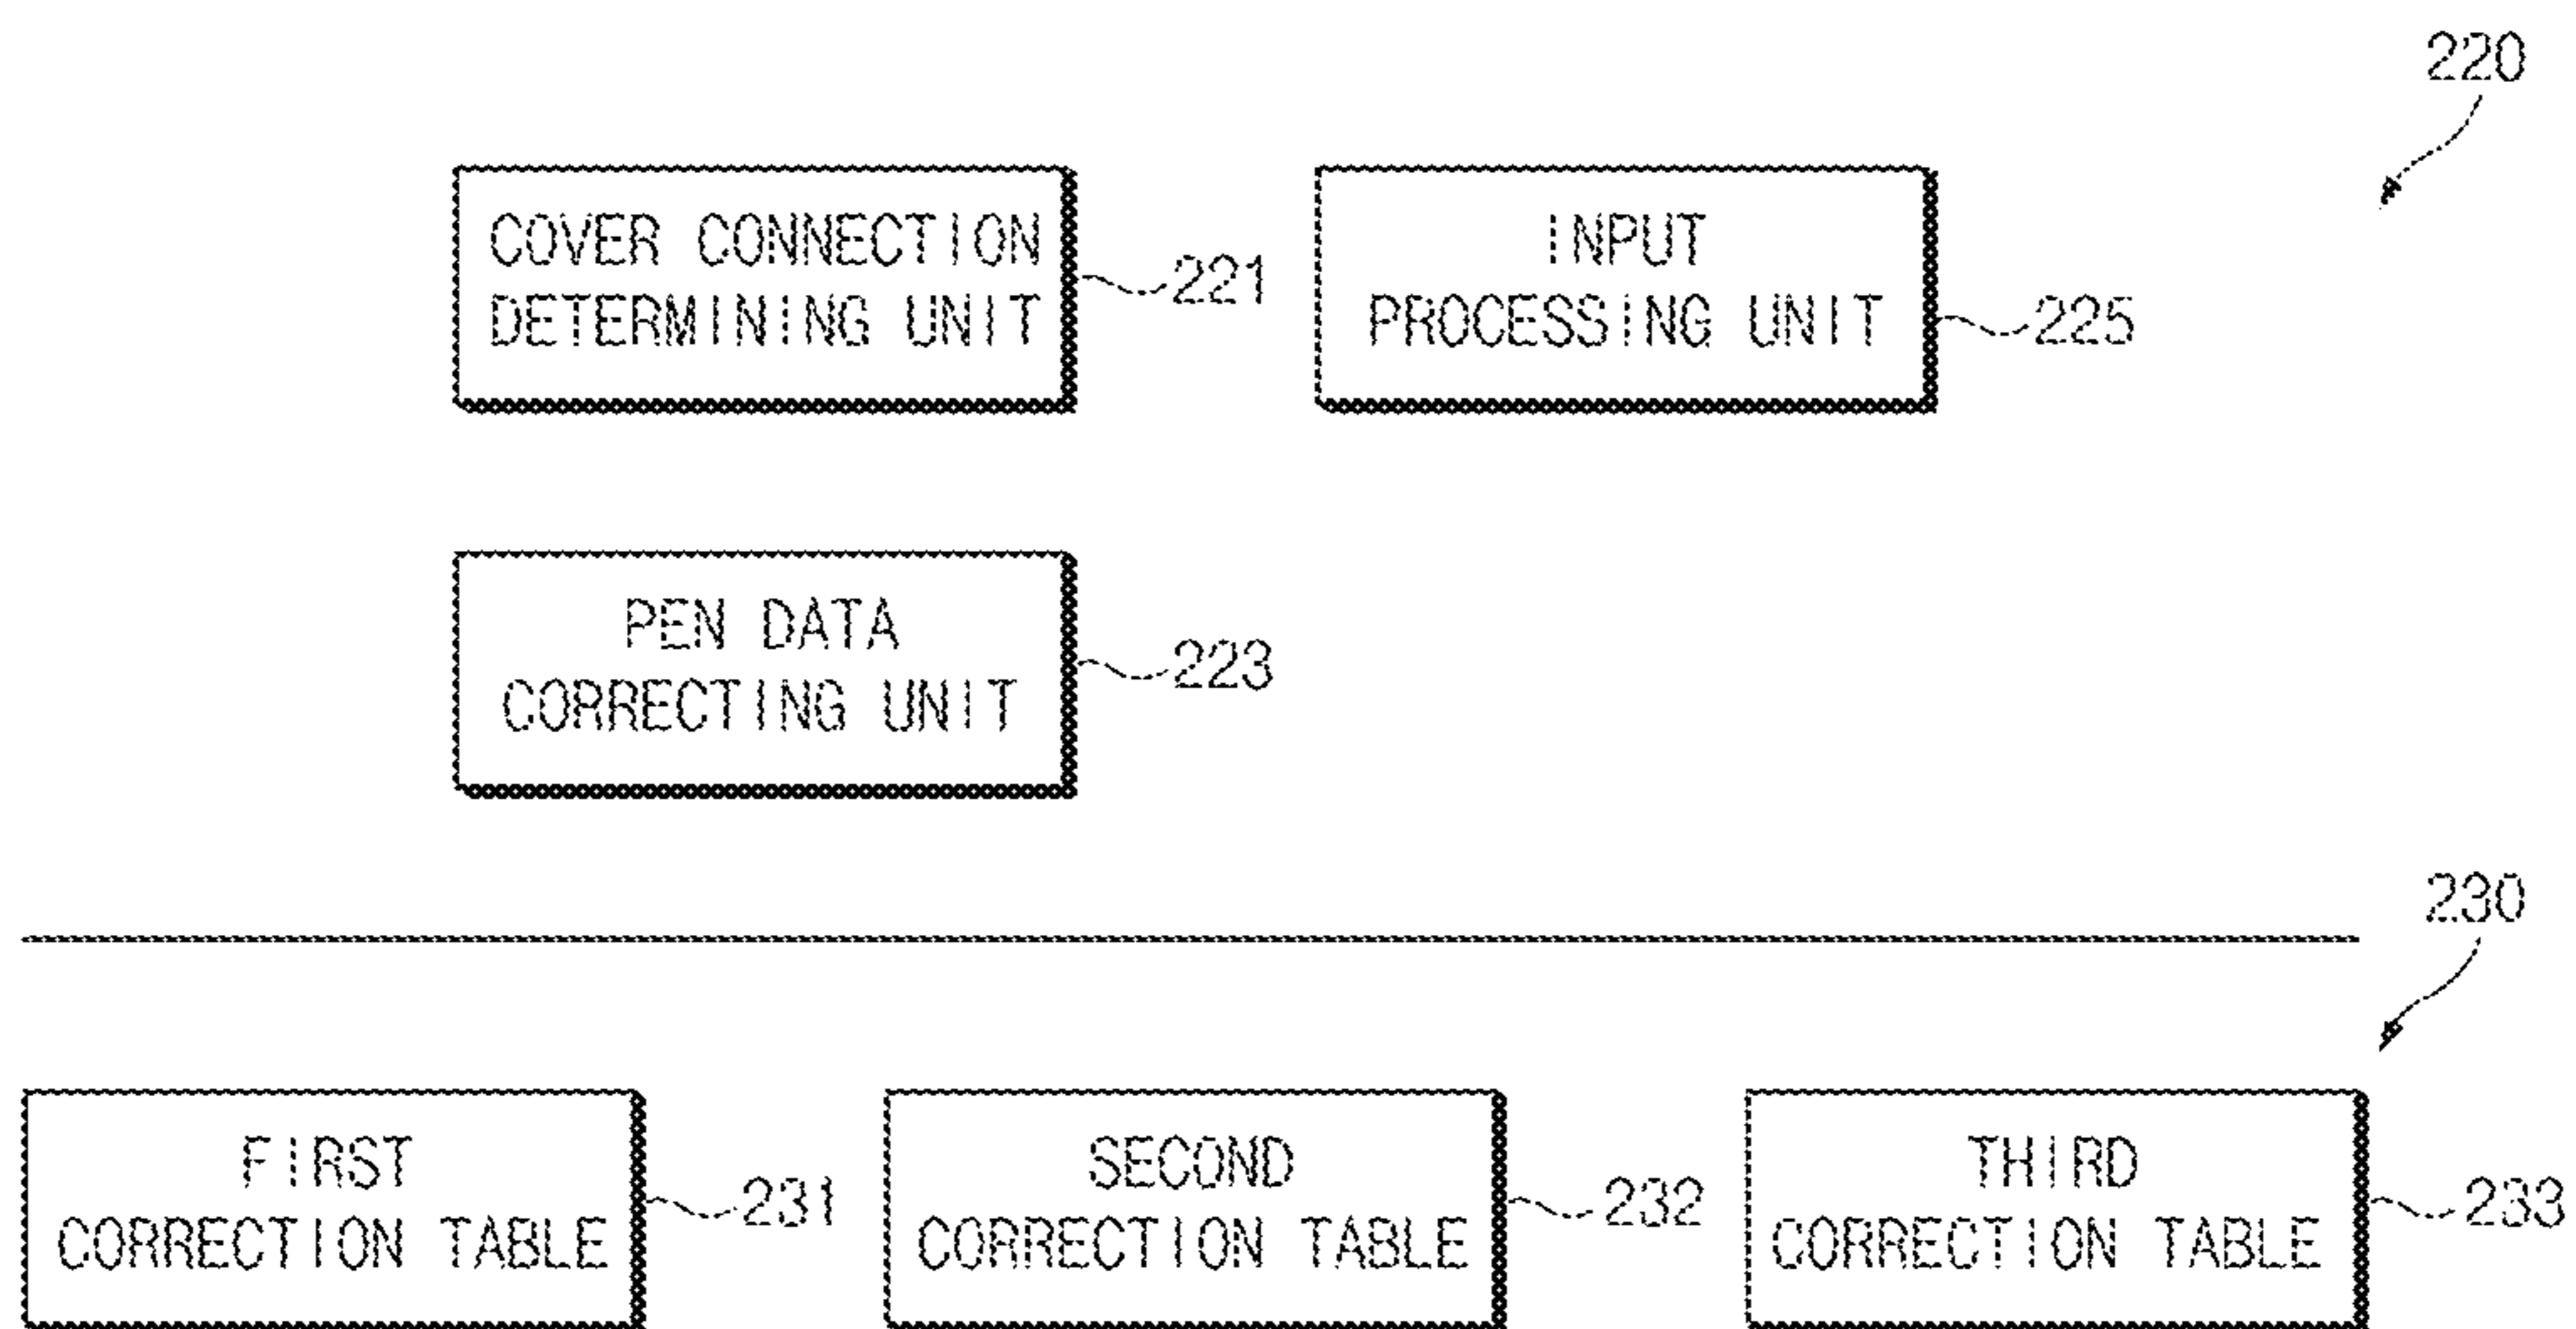 220
COVER CONNECTION
DETERMINING UNIT
221
INPUT
PROCESSING UNIT
225
PEN DATA
CORRECTING UNIT
223
230
FIRST
CORRECTION TABLE
231
SECOND
CORRECTION TABLE
232
THIRD
CORRECTION TABLE
233